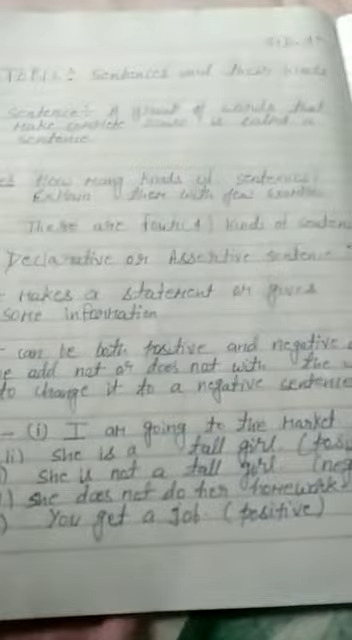 TOPIC: Sentences and their kinds
Sentence:- A group of words that
make complete sense is called a
sentence
How many kinds of sentences?
Explain them with few examples
There are four(4) kinds of senten
Declarative or Assertive sentence
- Makes a statement or gives
some information
- can be both positive and negative
e add not or does not with the
to change it to a negative sentence
- (i) I am going to the Market
ii) She is a tall girl. (posi
) She is not a tall girl (neg
) She does not do her homework
) You get a job (positive)